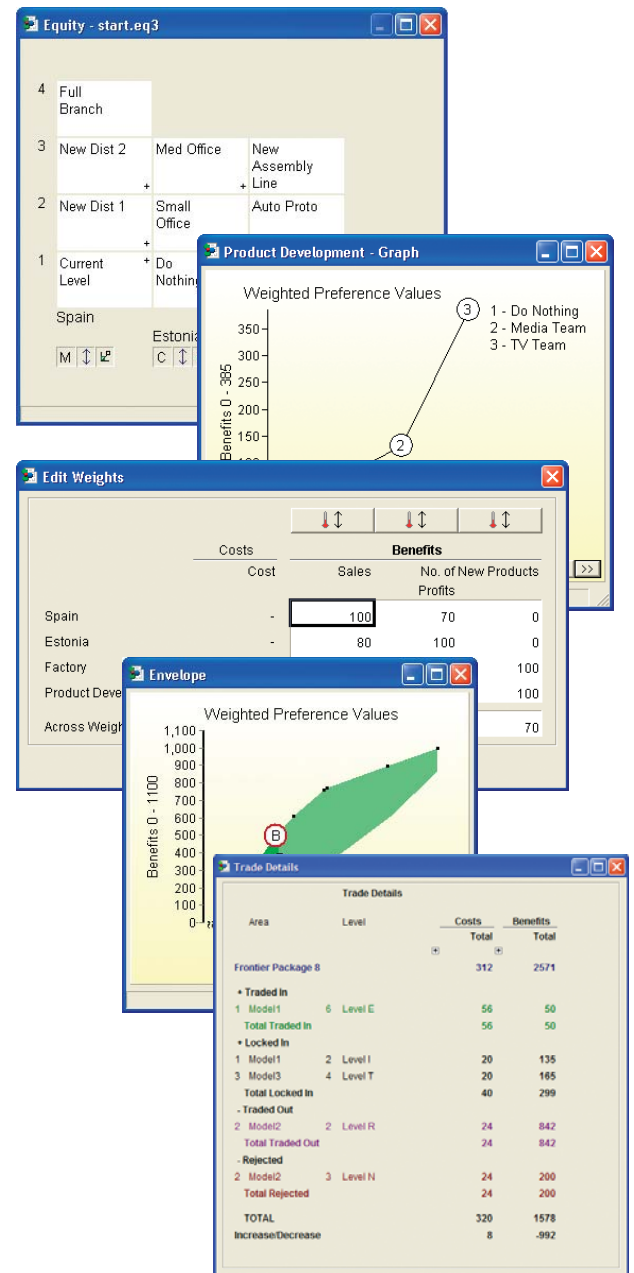 Equity - start.eq3
4 Full
Branch
3 New Dist 2 Med Office New
Assembly
+ + Line
2 New Dist 1 Small Auto Proto
Office
+
1 Current + Do
Level Nothing
Spain
Estonia
M C
Product Development - Graph
Weighted Preference Values
3 1 - Do Nothing
2 - Media Team
3 - TV Team
350
300
250
200
150
100
Benefits 0 - 385
2
>>
Edit Weights
Costs Benefits
Cost Sales No. of New Products
Profits
Spain - 100 70 0
Estonia - 80 100 0
Factory 100
Product Deve 100
Across Weigh 70
Envelope
Weighted Preference Values
1,100
1,000
900
800
700
600
500
400
300
200
100
0
Benefits 0 - 1100
B
Trade Details
Trade Details
Area Level Costs Benefits
Total Total
+ +
Frontier Package 8 312 2571
+ Traded In
1 Model1 6 Level E 56 50
Total Traded In 56 50
+ Locked In
1 Model1 2 Level I 20 135
3 Model3 4 Level T 20 165
Total Locked In 40 299
- Traded Out
2 Model2 2 Level R 24 842
Total Traded Out 24 842
- Rejected
2 Model2 3 Level N 24 200
Total Rejected 24 200
TOTAL 320 1578
Increase/Decrease 8 -992